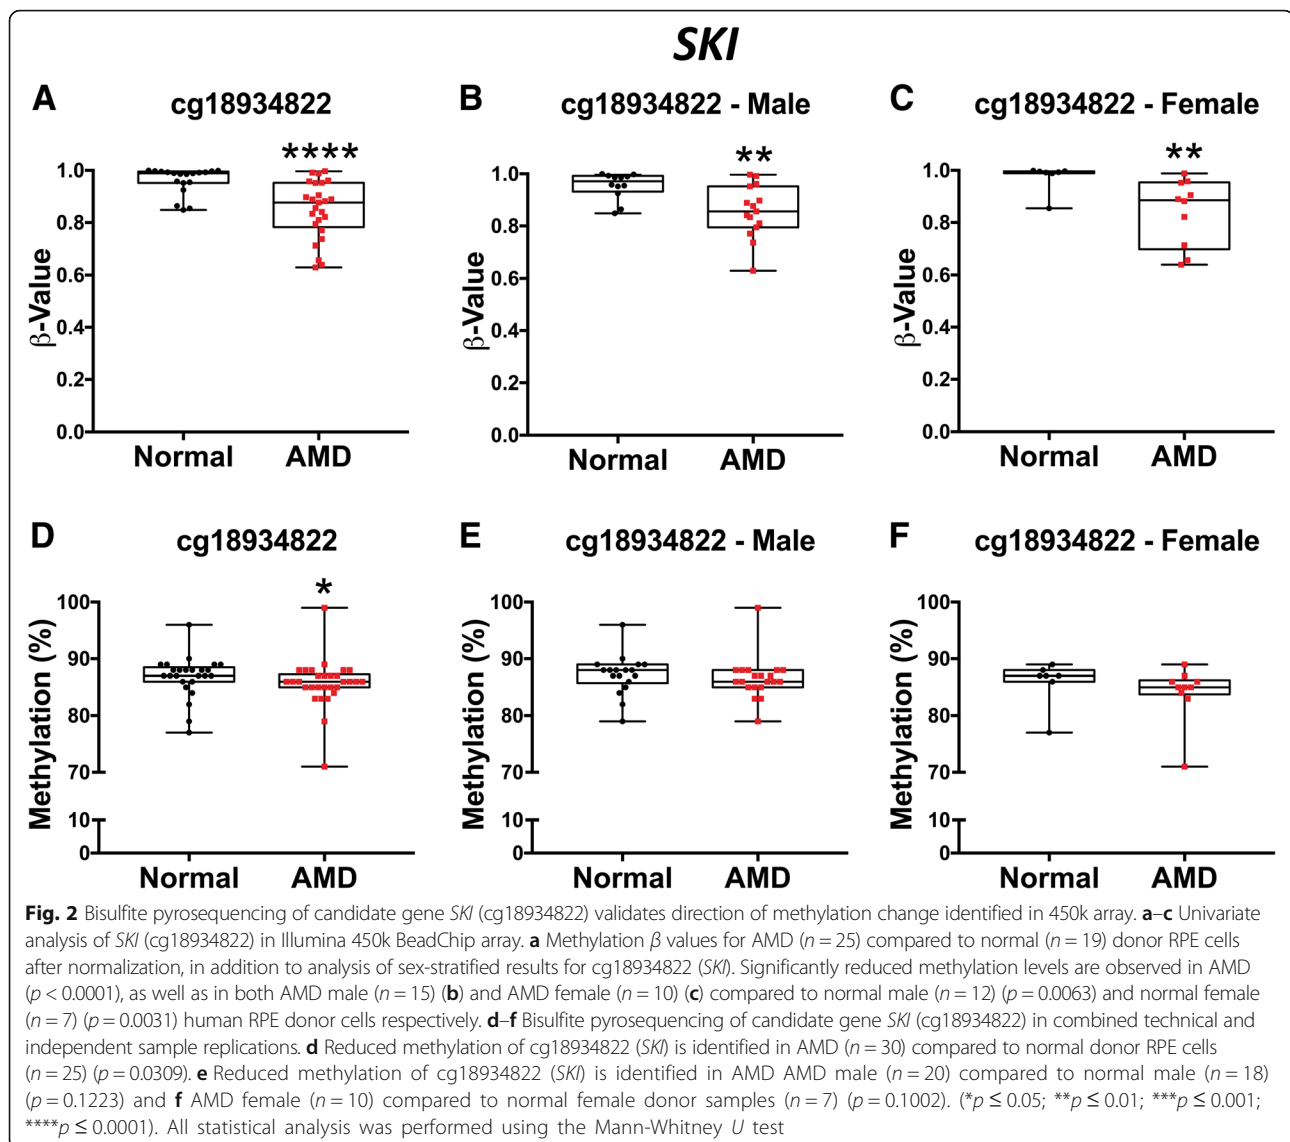 SKI
A
cg18934822
****
1.0
0.8
0.6
0.4
0.2
0.0
β-Value
Normal
AMD
B
cg18934822 - Male
**
1.0
0.8
0.6
0.4
0.2
0.0
β-Value
Normal
AMD
C
cg18934822 - Female
**
1.0
0.8
0.6
0.4
0.2
0.0
β-Value
Normal
AMD
D
cg18934822
*
100
90
80
70
10
0
Methylation (%)
Normal
AMD
E
cg18934822 - Male
100
90
80
70
10
0
Methylation (%)
Normal
AMD
F
cg18934822 - Female
100
90
80
70
10
0
Methylation (%)
Normal
AMD
Fig. 2 Bisulfite pyrosequencing of candidate gene SKI (cg18934822) validates direction of methylation change identified in 450k array. a–c Univariate
analysis of SKI (cg18934822) in Illumina 450k BeadChip array. a Methylation β values for AMD (n = 25) compared to normal (n = 19) donor RPE cells
after normalization, in addition to analysis of sex-stratified results for cg18934822 (SKI). Significantly reduced methylation levels are observed in AMD
(p < 0.0001), as well as in both AMD male (n = 15) (b) and AMD female (n = 10) (c) compared to normal male (n = 12) (p = 0.0063) and normal female
(n = 7) (p = 0.0031) human RPE donor cells respectively. d–f Bisulfite pyrosequencing of candidate gene SKI (cg18934822) in combined technical and
independent sample replications. d Reduced methylation of cg18934822 (SKI) is identified in AMD (n = 30) compared to normal donor RPE cells
(n = 25) (p = 0.0309). e Reduced methylation of cg18934822 (SKI) is identified in AMD AMD male (n = 20) compared to normal male (n = 18)
(p = 0.1223) and f AMD female (n = 10) compared to normal female donor samples (n = 7) (p = 0.1002). (*p ≤ 0.05; **p ≤ 0.01; ***p ≤ 0.001;
****p ≤ 0.0001). All statistical analysis was performed using the Mann-Whitney U test